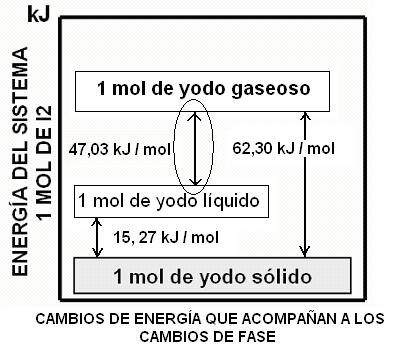 kJ
ENERGÍA DEL SISTEMA
1 MOL DE I2
1 mol de yodo gaseoso
47,03 kJ / mol
62,30 kJ / mol
1 mol de yodo líquido
15, 27 kJ / mol
1 mol de yodo sólido
CAMBIOS DE ENERGÍA QUE ACOMPAÑAN A LOS
CAMBIOS DE FASE